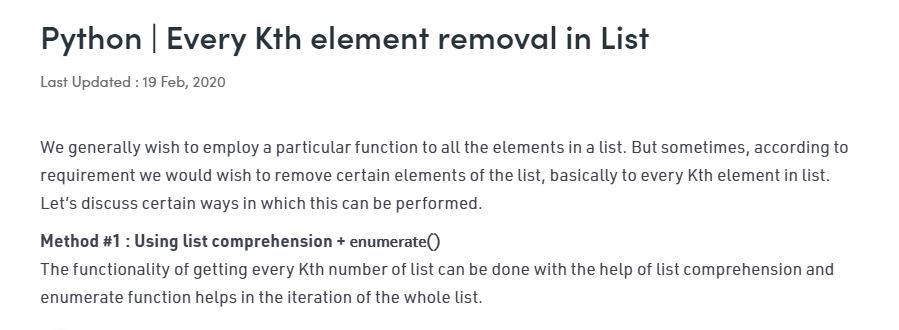 Python | Every Kth element removal in List
Last Updated : 19 Feb, 2020
We generally wish to employ a particular function to all the elements in a list. But sometimes, according to
requirement we would wish to remove certain elements of the list, basically to every Kth element in list.
Let’s discuss certain ways in which this can be performed.
Method #1 : Using list comprehension + enumerate()
The functionality of getting every Kth number of list can be done with the help of list comprehension and
enumerate function helps in the iteration of the whole list.